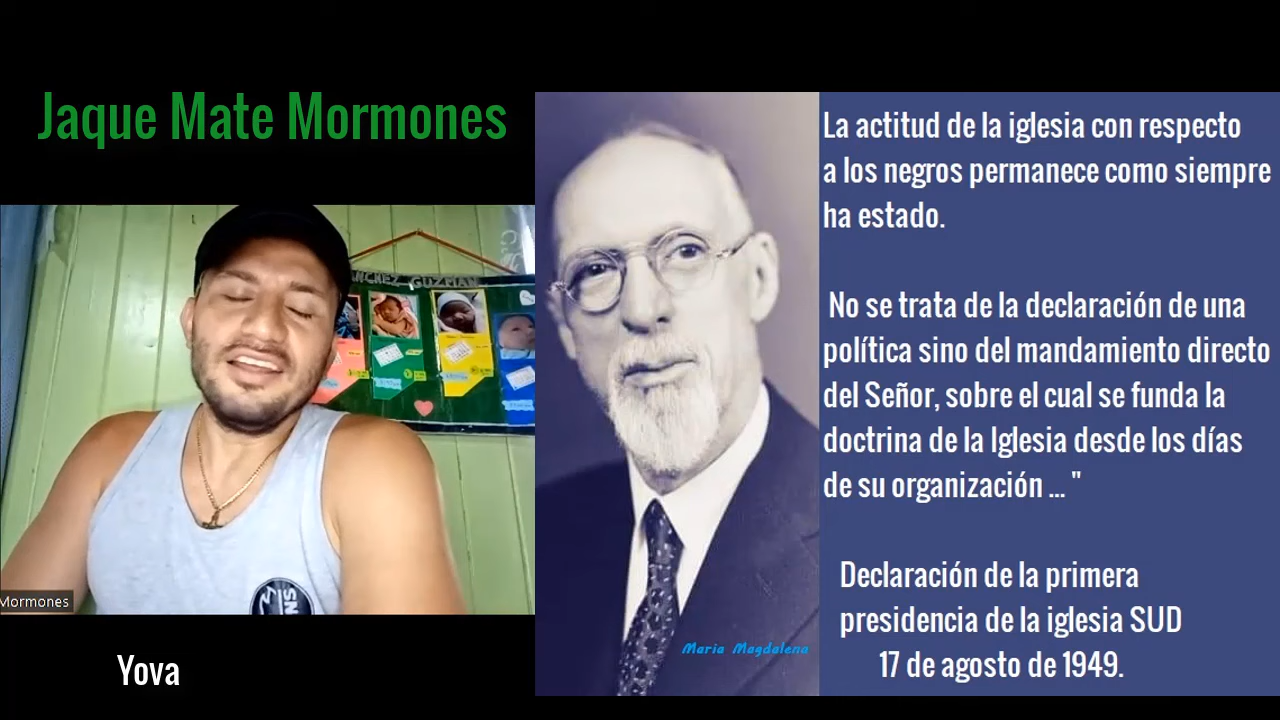 Jaque Mate Mormones
La actitud de la iglesia con respecto
a los negros permanece como siempre
ha estado.
No se trata de la declaración de una
política sino del mandamiento directo
del Señor, sobre el cual se funda la
doctrina de la Iglesia desde los días
de su organización ... "
Declaración de la primera
presidencia de la iglesia SUD
17 de agosto de 1949.
NCHEZ GUZMAN
SNS
Mormones
Maria Magdalena
Yova